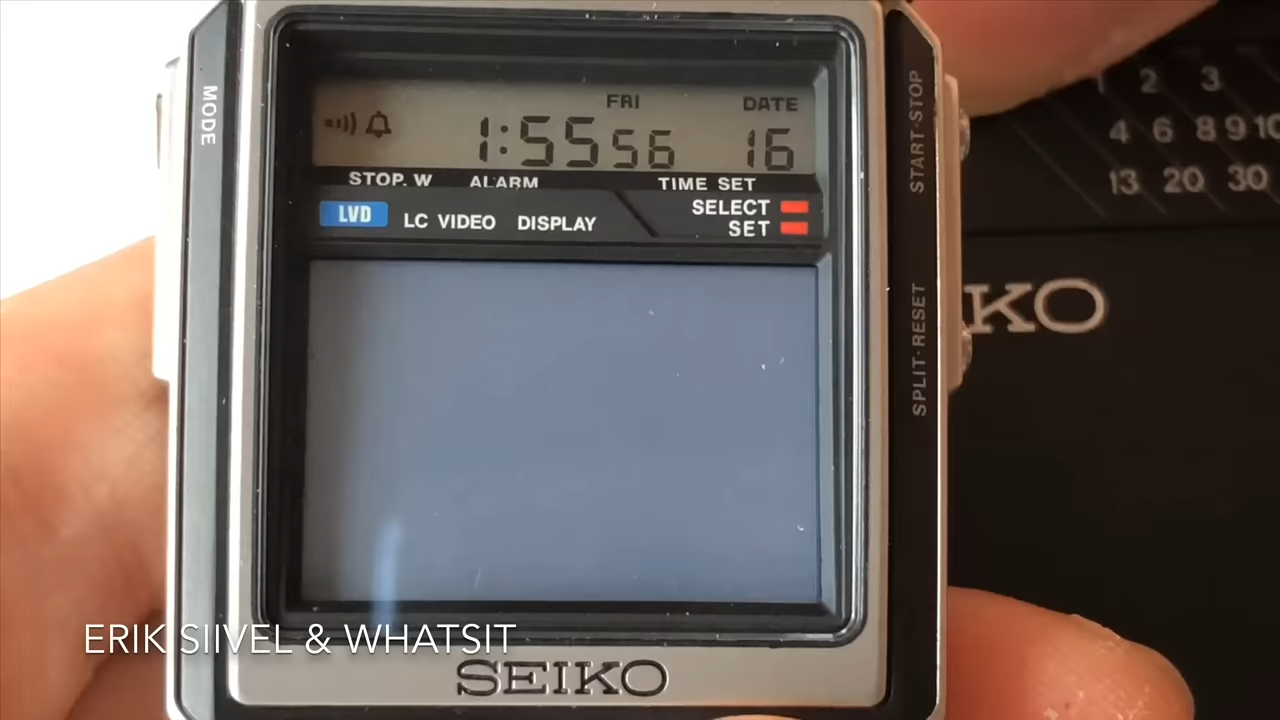 MODE
FRI DATE
1:55 56 16
STOP. W ALARM TIME SET
LVD LC VIDEO DISPLAY
SELECT
SET
START·STOP
SPLIT·RESET
SEIKO
1 2 3
4 6 8 9 10
13 20 30
KO
ERIK SIIVEL & WHATSIT